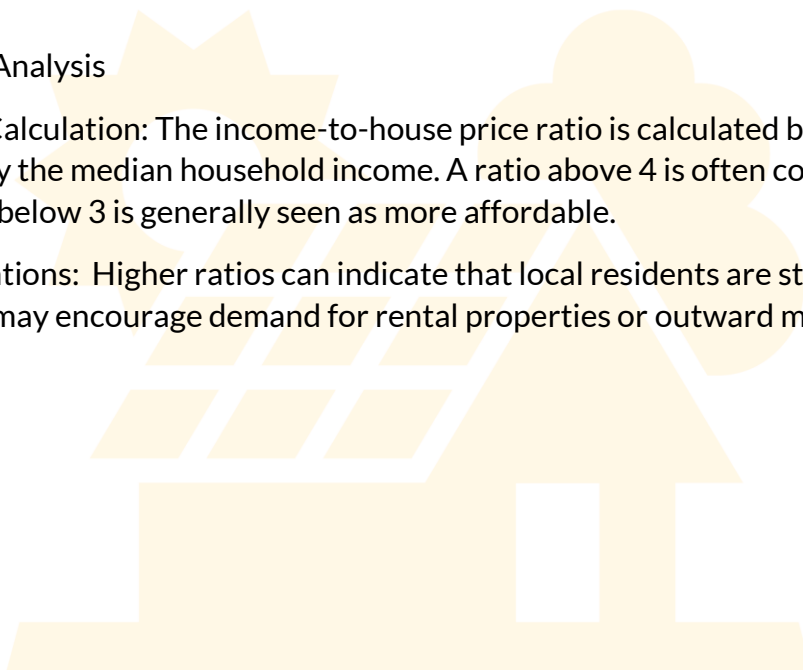 Analysis
Calculation: The income-to-house price ratio is calculated b
y the median household income. A ratio above 4 is often co
below 3 is generally seen as more affordable.
tions: Higher ratios can indicate that local residents are st
may encourage demand for rental properties or outward m